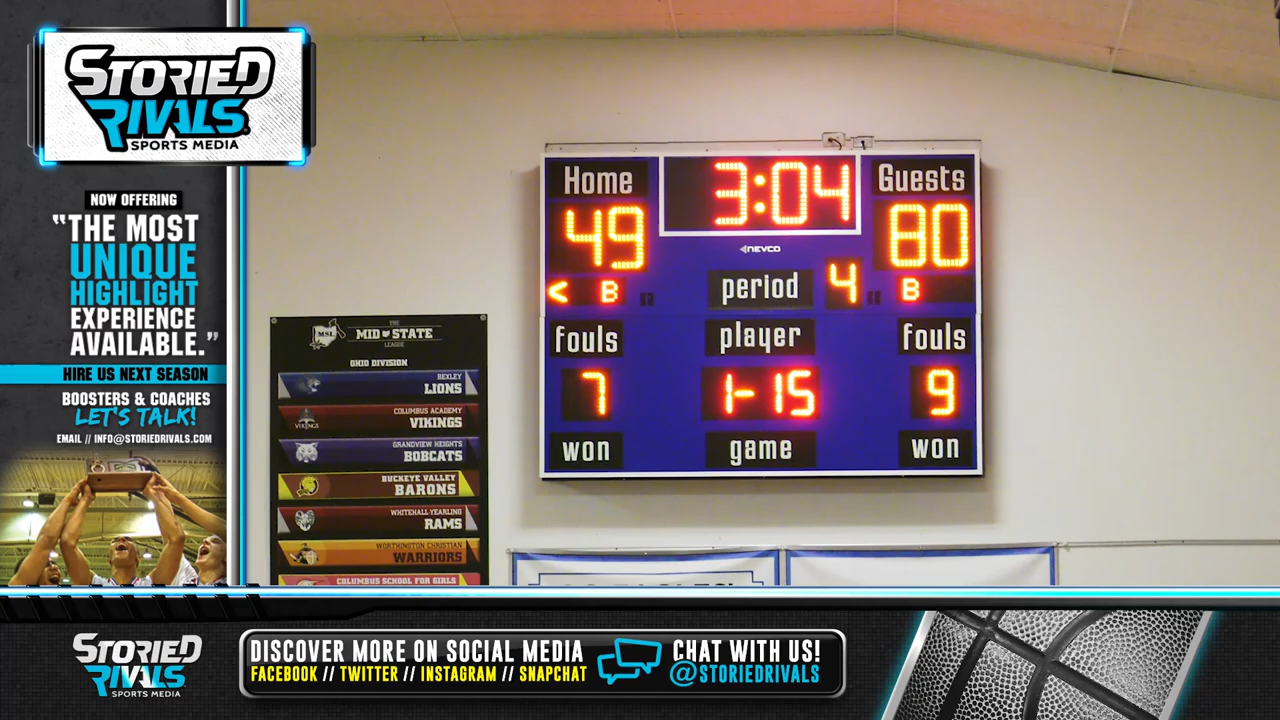 STORIED
RIVALS
SPORTS MEDIA
NOW OFFERING
"THE MOST
UNIQUE
HIGHLIGHT
EXPERIENCE
AVAILABLE."
HIRE US NEXT SEASON
BOOSTERS & COACHES
LET'S TALK!
EMAIL // INFO@STORIEDRIVALS.COM
Home 3:04 Guests
49 80
NEVCO
< B period 4 B
fouls player fouls
7 1-15 9
won game won
THE
MSL MID STATE
LEAGUE
OHIO DIVISION
BEXLEY
LIONS
COLUMBUS ACADEMY
VIKINGS
VIKINGS
GRANDVIEW HEIGHTS
BOBCATS
BUCKEYE VALLEY
BARONS
WHITEHALL-YEARLING
RAMS
WORTHINGTON CHRISTIAN
WARRIORS
COLUMBUS SCHOOL FOR GIRLS
STORIED
RIVALS
SPORTS MEDIA
DISCOVER MORE ON SOCIAL MEDIA
FACEBOOK // TWITTER // INSTAGRAM // SNAPCHAT
CHAT WITH US!
@STORIEDRIVALS